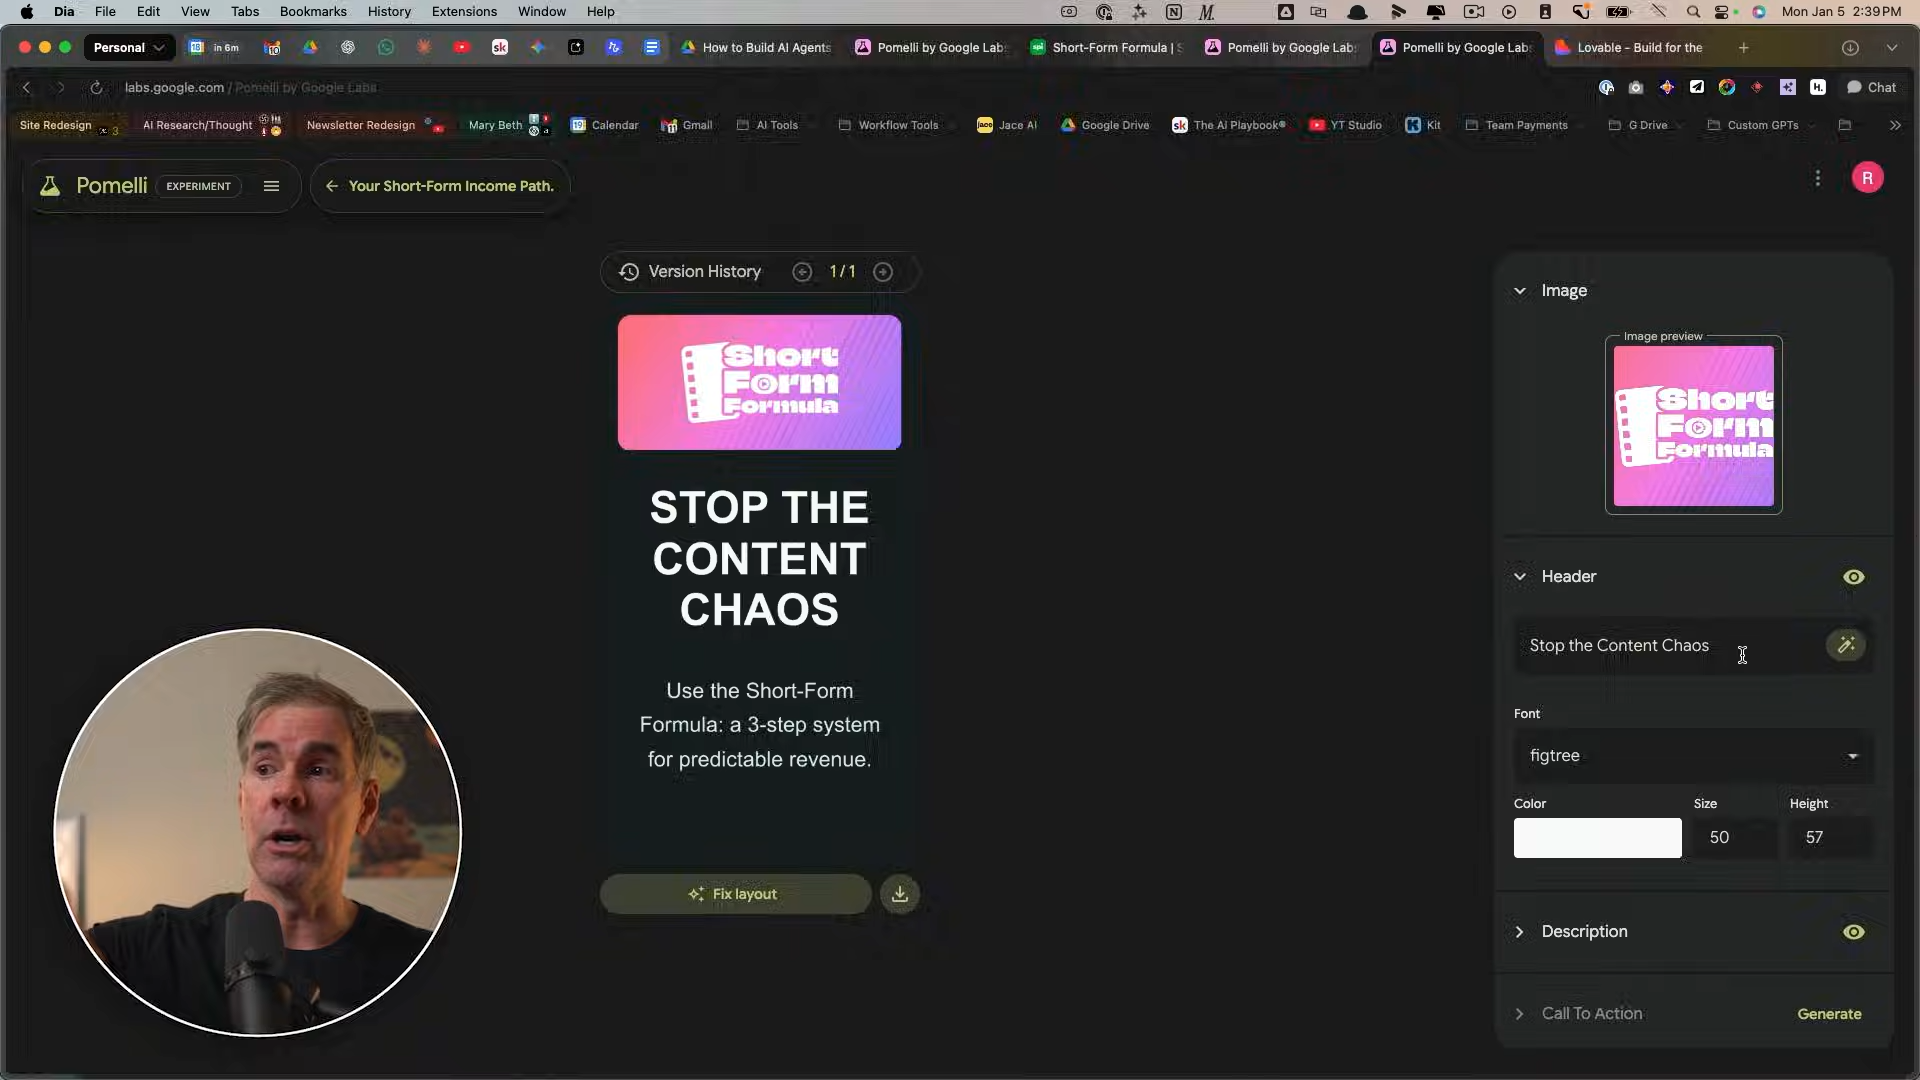 Dia File Edit View Tabs Bookmarks History Extensions Window Help Mon Jan 5 2:39 PM
Personal in 6m How to Build AI Agents Pomelli by Google Labs Short-Form Formula | S Pomelli by Google Labs Pomelli by Google Labs Lovable - Build for the
labs.google.com / Pomelli by Google Labs Chat
Site Redesign 3 AI Research/Thought Newsletter Redesign Mary Beth Calendar Gmail AI Tools Workflow Tools Jace AI Google Drive The Ai Playbook® YT Studio Kit Team Payments G Drive Custom GPTs
Pomelli EXPERIMENT Your Short-Form Income Path. R
Version History 1 / 1
Short
Form
Formula
STOP THE
CONTENT
CHAOS
Use the Short-Form
Formula: a 3-step system
for predictable revenue.
Fix layout
Image
Image preview
Short
Form
Formula
Header
Stop the Content Chaos
Font
figtree
Color Size Height
50 57
Description
Call To Action Generate